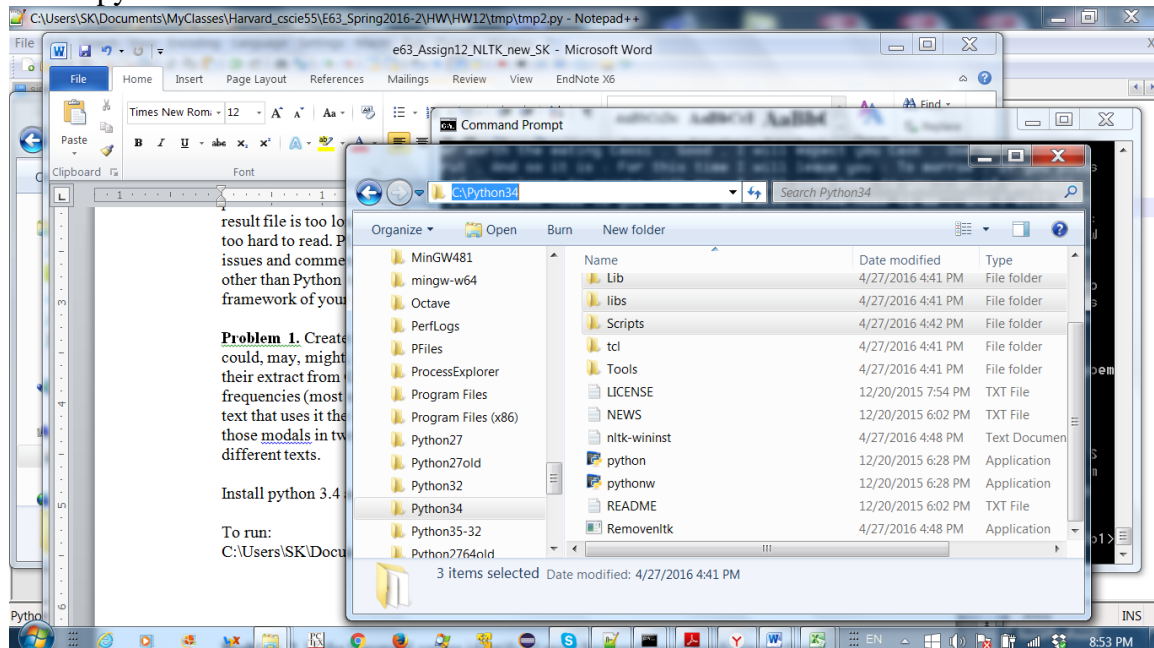 C:\Users\SK\Documents\MyClasses\Harvard_cscie55\E63_Spring2016-2\HW\HW12\tmp\tmp2.py - Notepad++
File
e63_Assign12_NLTK_new_SK - Microsoft Word
File Home Insert Page Layout References Mailings Review View EndNote X6
Times New Rom 12 Aa
Find
Paste
B I U abc x, x² A
Clipboard Font
Command Prompt
C:\Python34
Search Python34
Organize Open Burn New folder
Name Date modified Type
MinGW481
mingw-w64
Octave
PerfLogs
PFiles
ProcessExplorer
Program Files
Program Files (x86)
Python27
Python27old
Python32
Python34
Python35-32
Python2764old
Lib 4/27/2016 4:41 PM File folder
libs 4/27/2016 4:41 PM File folder
Scripts 4/27/2016 4:42 PM File folder
tcl 4/27/2016 4:41 PM File folder
Tools 4/27/2016 4:41 PM File folder
LICENSE 12/20/2015 7:54 PM TXT File
NEWS 12/20/2015 6:02 PM TXT File
nltk-wininst 4/27/2016 4:48 PM Text Documen
python 12/20/2015 6:28 PM Application
pythonw 12/20/2015 6:28 PM Application
README 12/20/2015 6:02 PM TXT File
Removenltk 4/27/2016 4:48 PM Application
3 items selected Date modified: 4/27/2016 4:41 PM
result file is too lo
too hard to read. P
issues and comme
other than Python
framework of your
Problem 1. Create
could, may, might
their extract from
frequencies (most
text that uses it the
those modals in tw
different texts.
Install python 3.4
To run:
C:\Users\SK\Docu
Pytho
INS
EN
8:53 PM